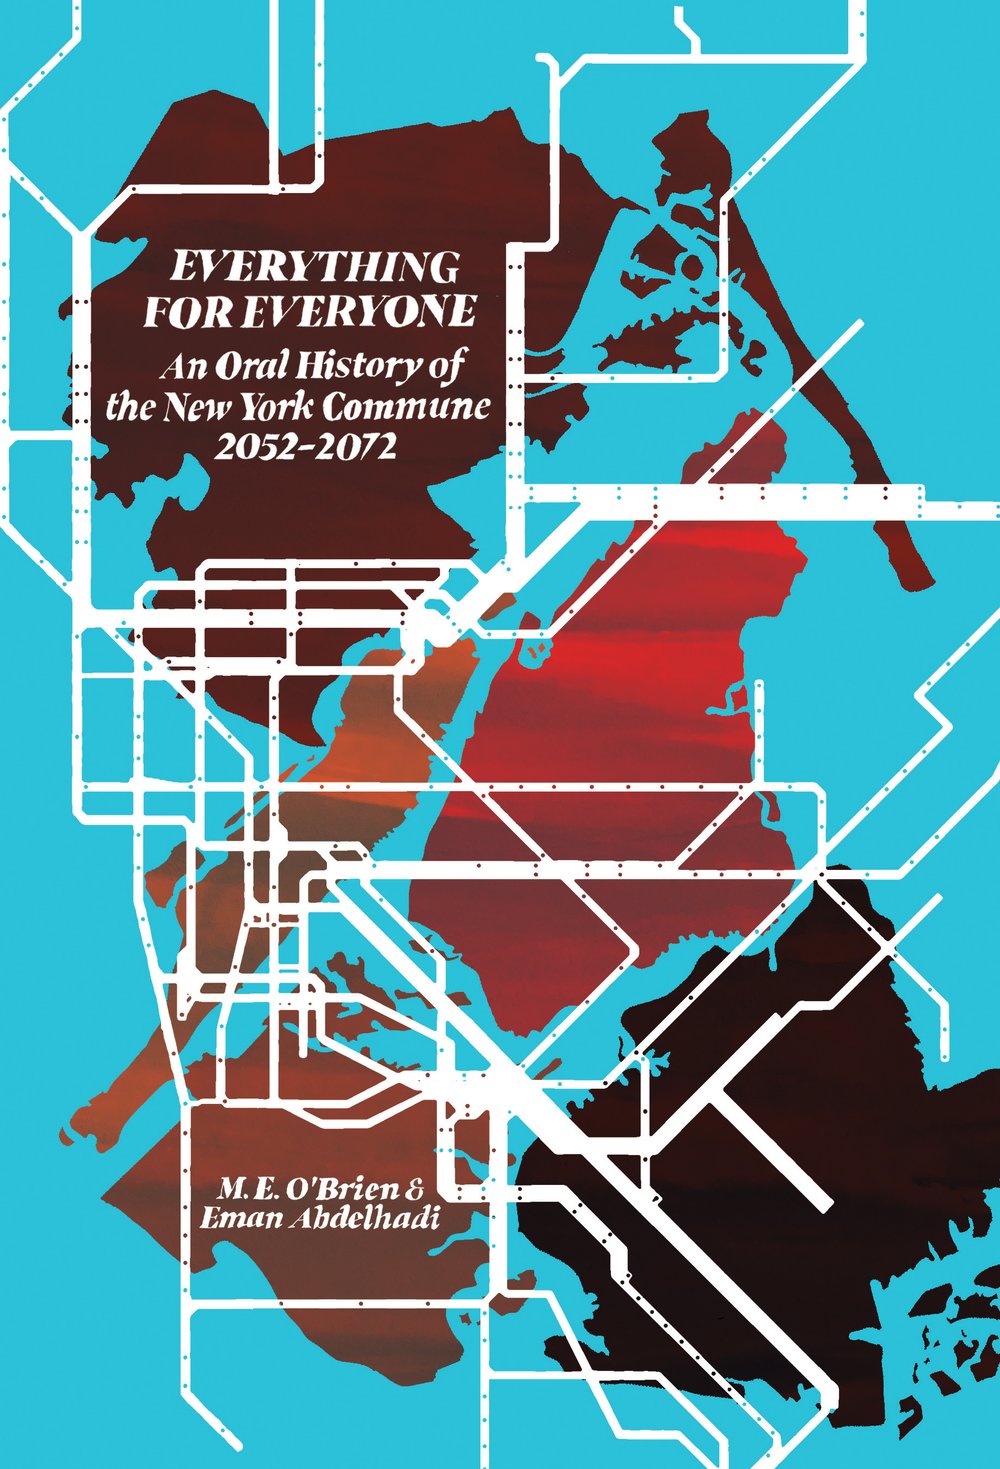 EVERYTHING
FOR EVERYONE
An Oral History of
the New York Commune
2052–2072
M. E. O'Brien &
Eman Abdelhadi